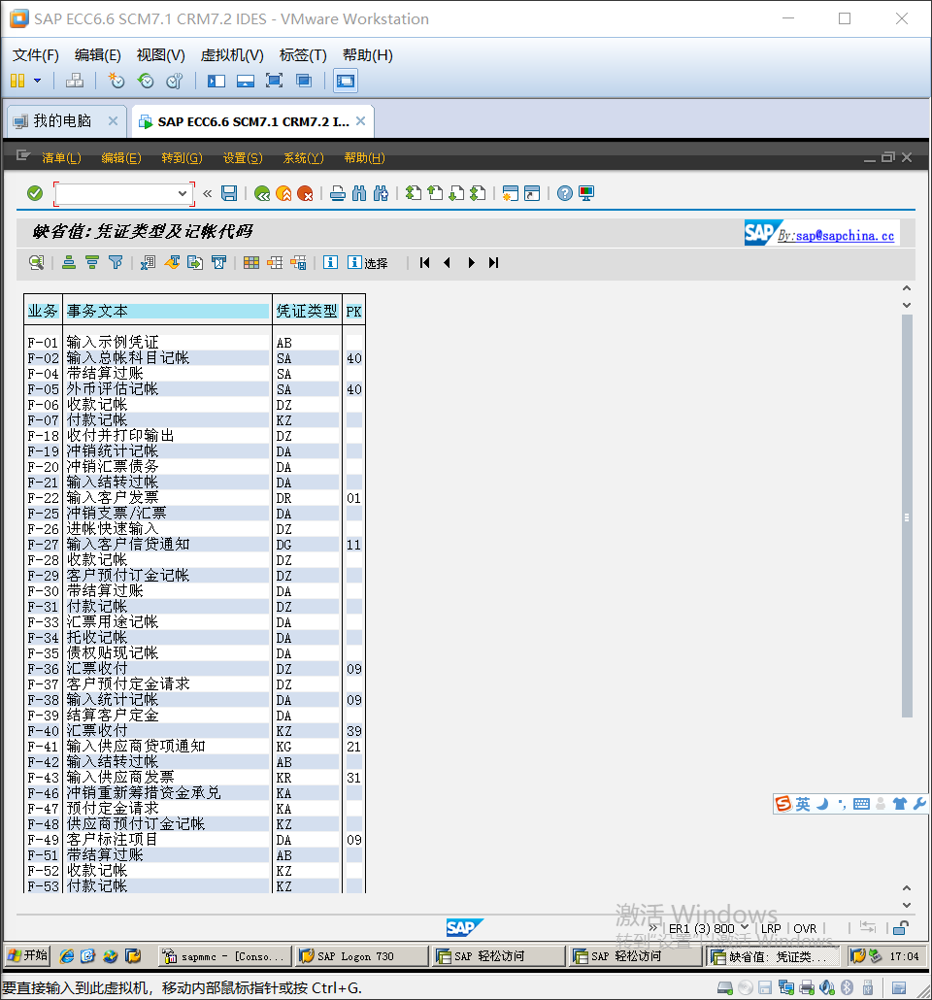 SAP ECC6.6 SCM7.1 CRM7.2 IDES - VMware Workstation
文件(F) 编辑(E) 视图(V) 虚拟机(V) 标签(T) 帮助(H)
我的电脑 SAP ECC6.6 SCM7.1 CRM7.2 I...
清单(L) 编辑(E) 转到(G) 设置(S) 系统(Y) 帮助(H)
缺省值:凭证类型及记帐代码
SAP By:sap@sapchina.cc
选择
业务 事务文本 凭证类型 PK
F-01 输入示例凭证 AB
F-02 输入总帐科目记帐 SA 40
F-04 带结算过账 SA
F-05 外币评估记帐 SA 40
F-06 收款记帐 DZ
F-07 付款记帐 KZ
F-18 收付并打印输出 DZ
F-19 冲销统计记帐 DA
F-20 冲销汇票债务 DA
F-21 输入结转过帐 DA
F-22 输入客户发票 DR 01
F-25 冲销支票/汇票 DA
F-26 进帐快速输入 DZ
F-27 输入客户信贷通知 DG 11
F-28 收款记帐 DZ
F-29 客户预付订金记帐 DZ
F-30 带结算过账 DA
F-31 付款记帐 DZ
F-33 汇票用途记帐 DA
F-34 托收记帐 DA
F-35 债权贴现记帐 DA
F-36 汇票收付 DZ 09
F-37 客户预付定金请求 DZ
F-38 输入统计记帐 DA 09
F-39 结算客户定金 DA
F-40 汇票收付 KZ 39
F-41 输入供应商贷项通知 KG 21
F-42 输入结转过帐 AB
F-43 输入供应商发票 KR 31
F-46 冲销重新筹措资金承兑 KA
F-47 预付定金请求 KA
F-48 供应商预付订金记帐 KZ
F-49 客户标注项目 DA 09
F-51 带结算过账 AB
F-52 收款记帐 KZ
F-53 付款记帐 KZ
英
激活 Windows
转到"设置"以激活 Windows。
SAP » ER1 (3) 800 LRP OVR
开始 sapmmc - [Conso... SAP Logon 730 SAP 轻松访问 SAP 轻松访问 缺省值: 凭证类... 17:04
要直接输入到此虚拟机，移动内部鼠标指针或按 Ctrl+G.